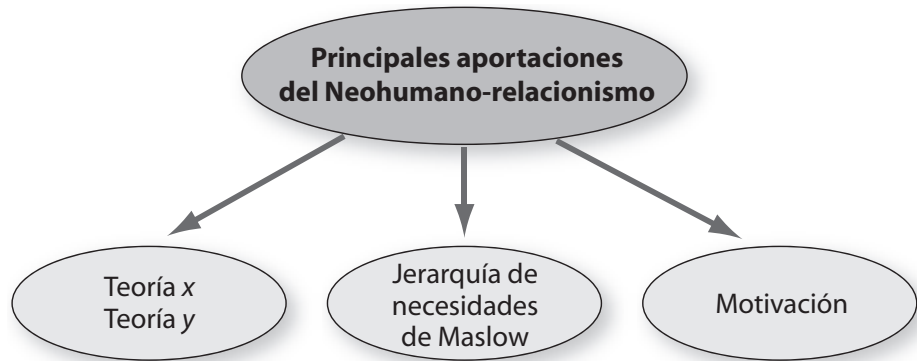 Principales aportaciones
del Neohumano-relacionismo
Teoría x
Teoría y
Jerarquía de
necesidades
de Maslow
Motivación